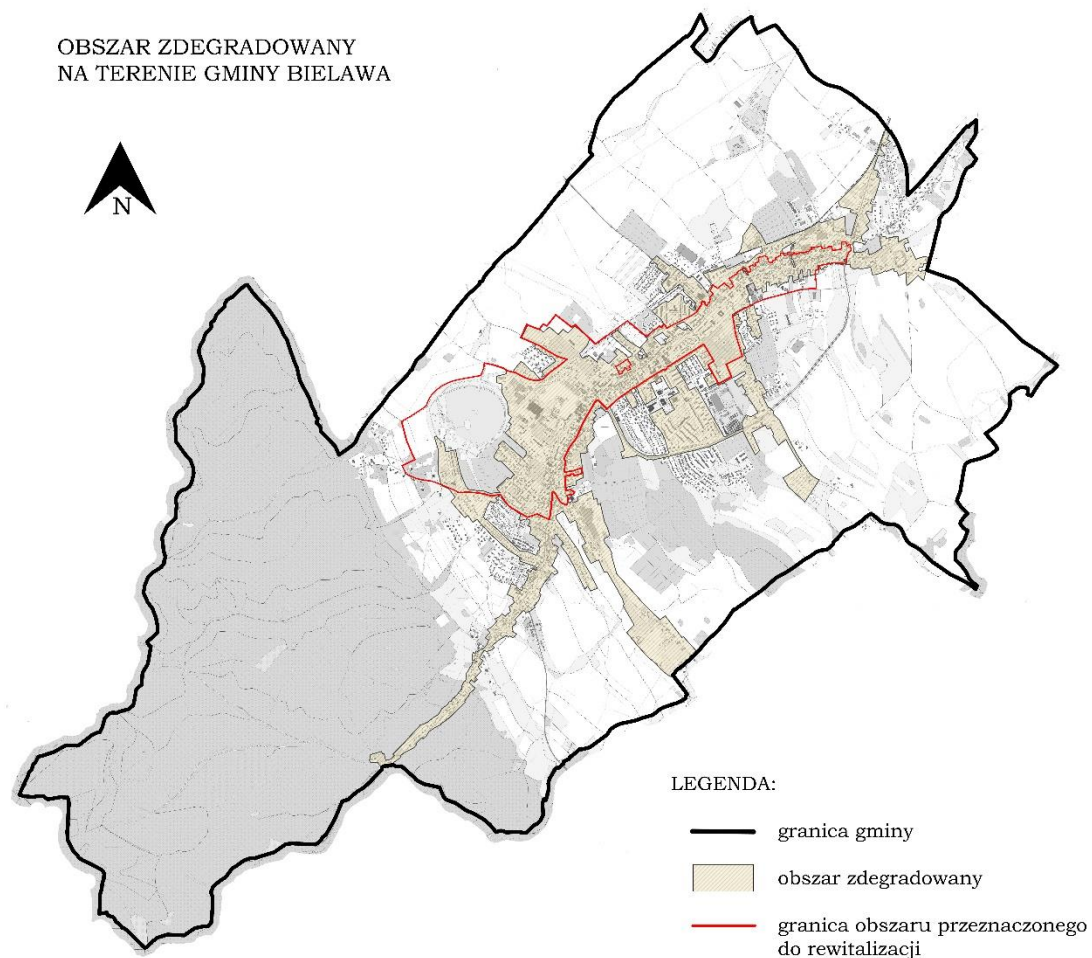 OBSZAR ZDEGRADOWANY
NA TERENIE GMINY BIELAWA
N
LEGENDA:
granica gminy
obszar zdegradowany
granica obszaru przeznaczonego
do rewitalizacji